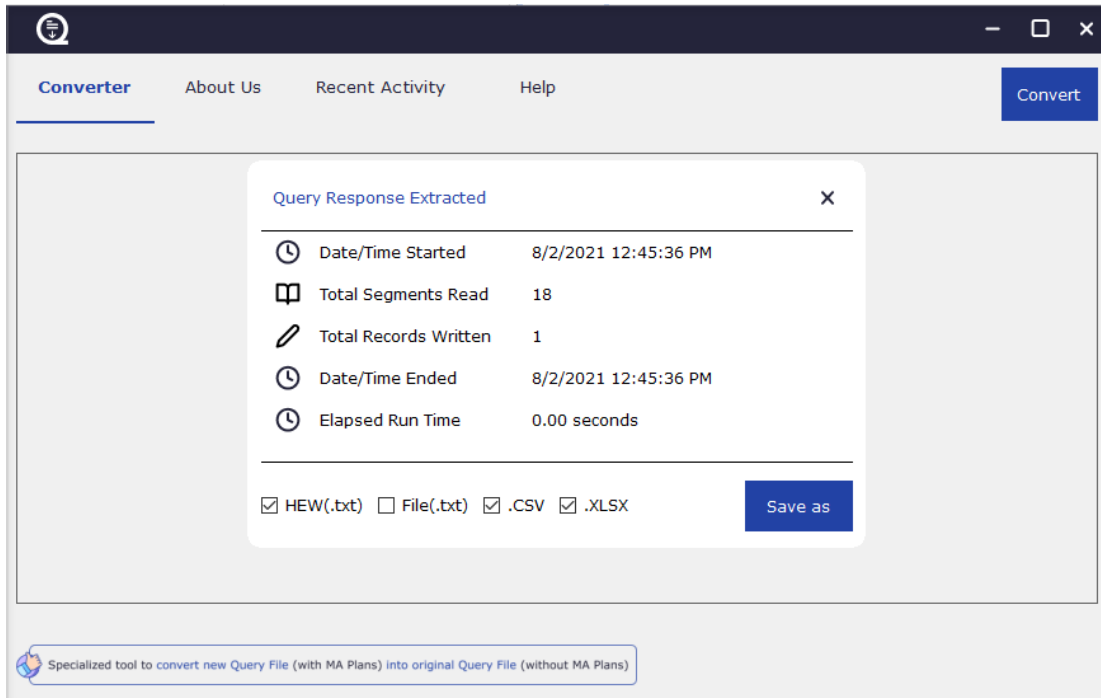 Converter About Us Recent Activity Help Convert
Query Response Extracted
Date/Time Started 8/2/2021 12:45:36 PM
Total Segments Read 18
Total Records Written 1
Date/Time Ended 8/2/2021 12:45:36 PM
Elapsed Run Time 0.00 seconds
HEW(.txt) File(.txt) .CSV .XLSX Save as
Specialized tool to convert new Query File (with MA Plans) into original Query File (without MA Plans)